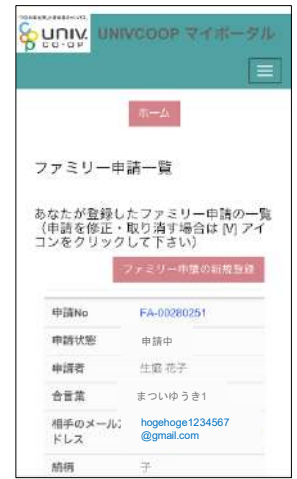 UNIV.
CO-OP
UNIVCOOP マイポータル
ホーム
ファミリー申請一覧
あなたが登録したファミリー申請の一覧
（申請を修正・取り消す場合は [V] アイ
コンをクリックして下さい）
ファミリー申請の新規登録
申請No FA-00280251
申請状態 申請中
申請者 生協 花子
合言葉 まついゆうき1
相手のメールア
ドレス
hogehoge1234567
@gmail.com
続柄 子